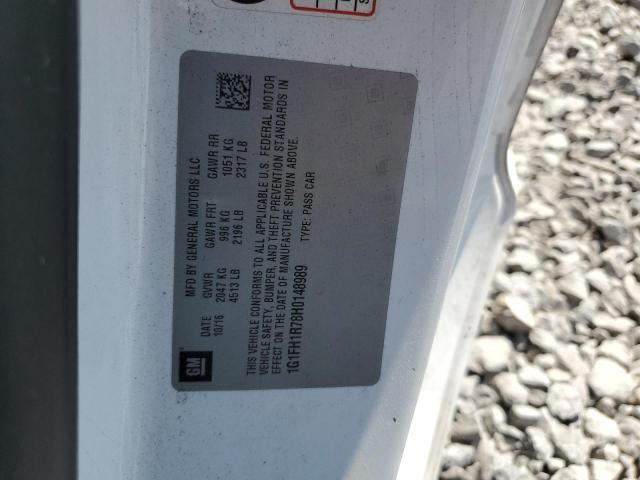 MFD BY GENERAL MOTORS LLC
DATE GVWR GAWR FRT GAWR RR
10/16 2047 KG 996 KG 1051 KG
4513 LB 2196 LB 2317 LB
THIS VEHICLE CONFORMS TO ALL APPLICABLE U.S. FEDERAL MOTOR
VEHICLE SAFETY, BUMPER, AND THEFT PREVENTION STANDARDS IN
EFFECT ON THE DATE OF MANUFACTURE SHOWN ABOVE.
1G1FH1R78H0148989 TYPE: PASS CAR
GM